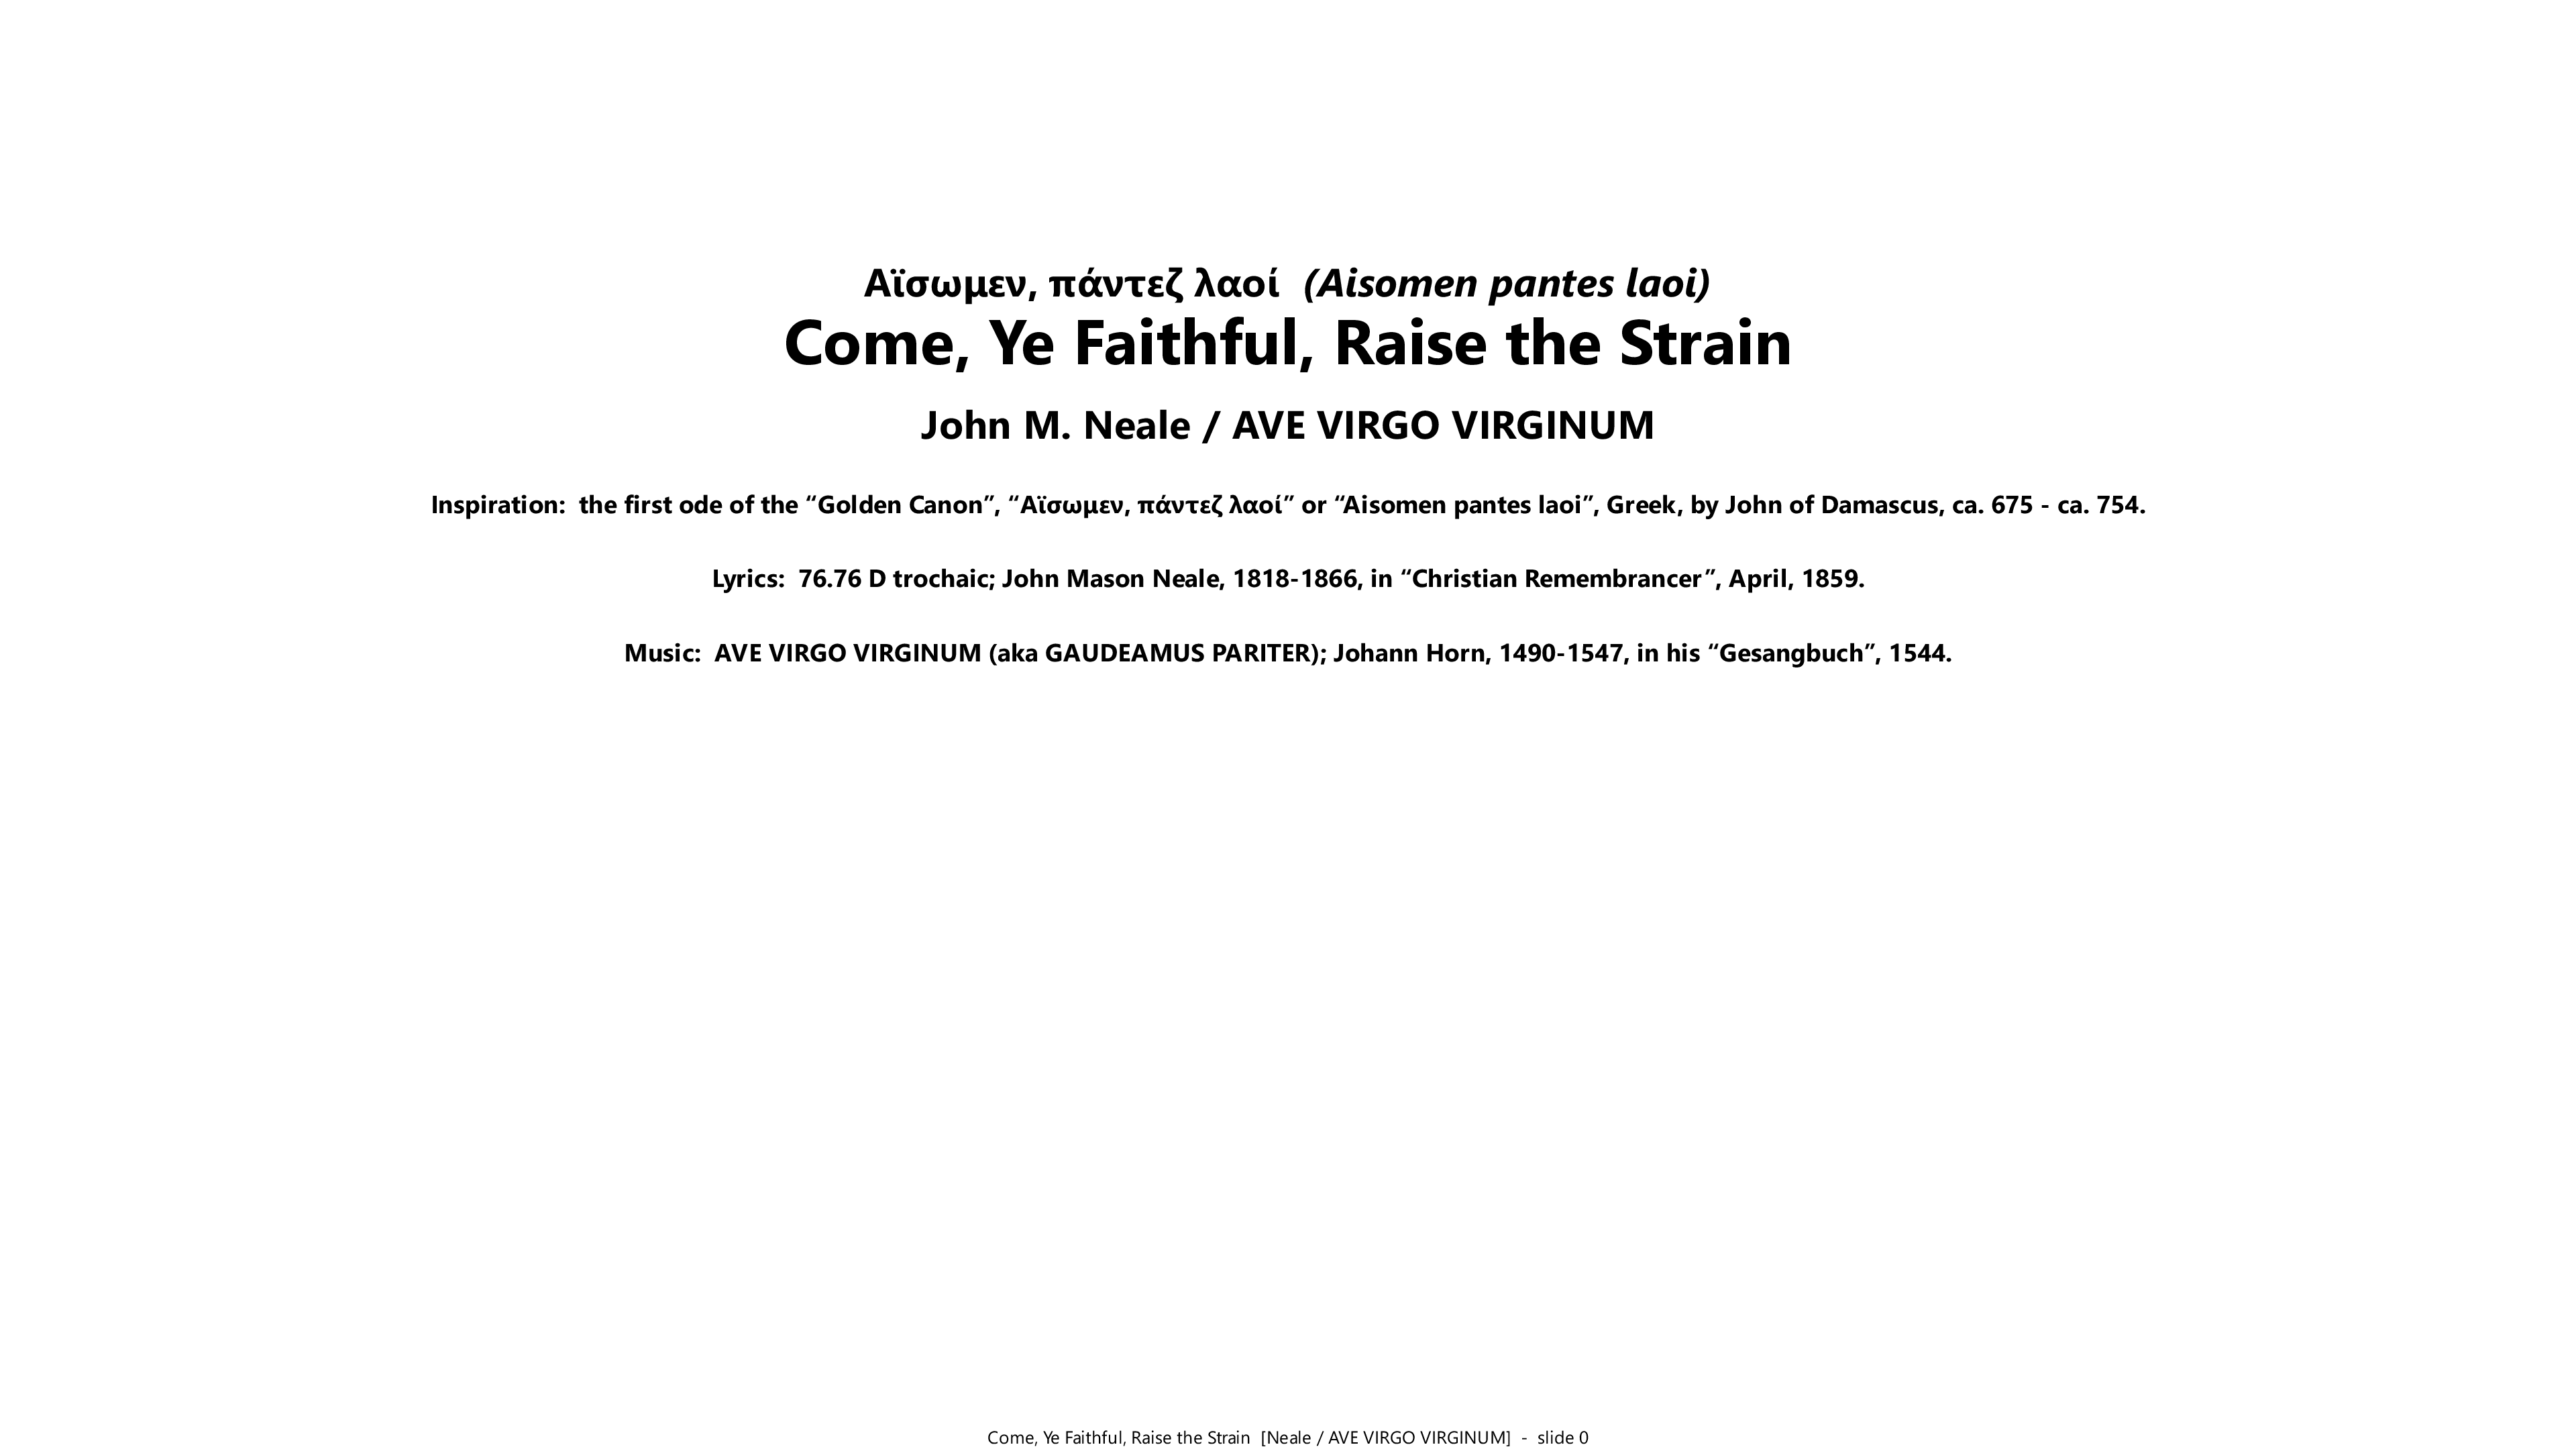 Αϊσωμεν, πάντεζ λαοί  (Aisomen pantes laoi)
Come, Ye Faithful, Raise the Strain
John M. Neale / AVE VIRGO VIRGINUM
Inspiration:  the first ode of the “Golden Canon”, “Αϊσωμεν, πάντεζ λαοί” or “Aisomen pantes laoi”, Greek, by John of Damascus, ca. 675 - ca. 754.
Lyrics:  76.76 D trochaic; John Mason Neale, 1818-1866, in “Christian Remembrancer”, April, 1859.
Music:  AVE VIRGO VIRGINUM (aka GAUDEAMUS PARITER); Johann Horn, 1490-1547, in his “Gesangbuch”, 1544.
Come, Ye Faithful, Raise the Strain  [Neale / AVE VIRGO VIRGINUM]  -  slide 0